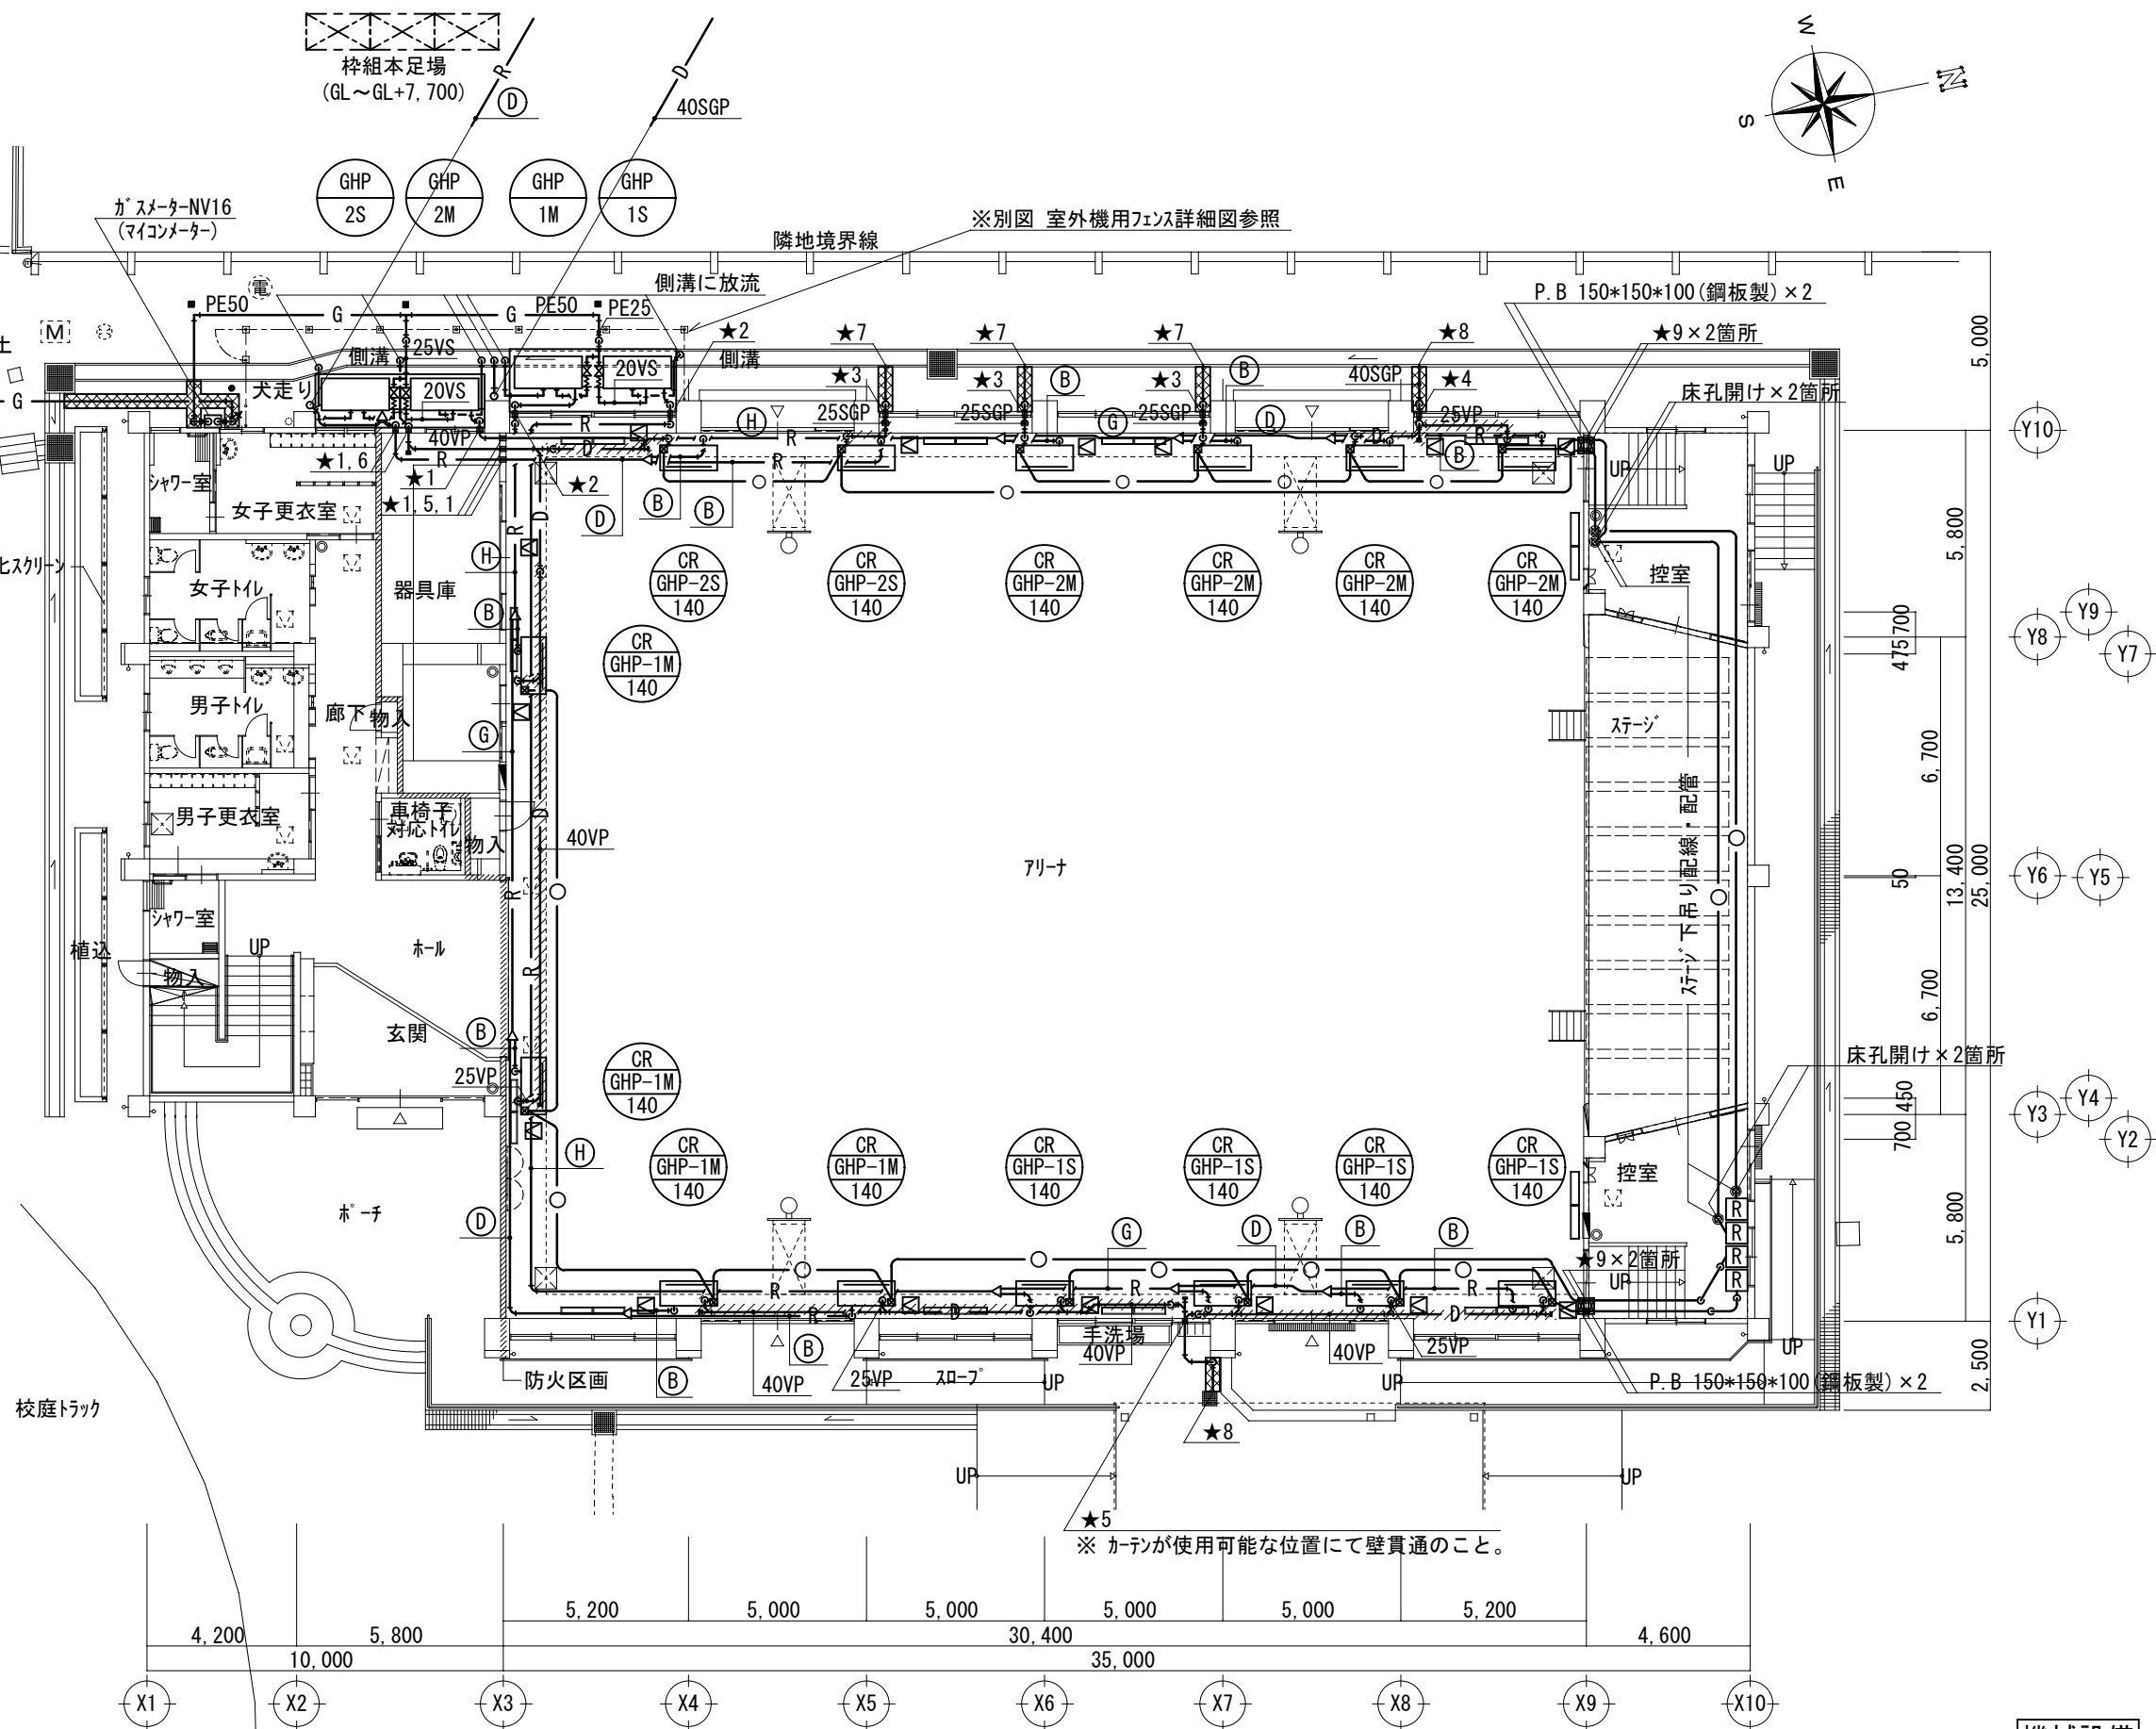 枠組本足場
(GL～GL+7,700)
R
D
D
40SGP
W
N
S
E
GHP
2S
GHP
2M
GHP
1M
GHP
1S
ガスメーターNV16
(マイコンメーター)
※別図 室外機用フェンス詳細図参照
隣地境界線
側溝に放流
電
PE50
G
PE50
PE25
P.B 150*150*100(鋼板製)×2
M
土
側溝
25VS
★2
側溝
★7
★7
★7
★8
★9×2箇所
5,000
G
犬走り
20VS
20VS
★3
★3
★3
B
B
40SGP
★4
床孔開け×2箇所
25SGP
25SGP
25SGP
25VP
H
G
D
40VP
R
R
R
D
R
R
D
R
B
★1,6
★1
★1,5,1
★2
D
B
B
UP
UP
Y10
シャワー室
女子更衣室
R
D
H
B
ヒスクリーン
女子トイレ
器具庫
CR
GHP-2S
140
CR
GHP-2S
140
CR
GHP-2M
140
CR
GHP-2M
140
CR
GHP-2M
140
CR
GHP-2M
140
控室
5,800
CR
GHP-1M
140
700
475
Y9
Y8
Y7
男子トイレ
廊下
物入
G
ステージ
6,700
男子更衣室
車椅子
対応トイレ
物入
D
40VP
アリーナ
ステージ下吊り配線・配管
50
13,400
25,000
Y6
Y5
シャワー室
UP
ホール
植込
物入
R
R
玄関
B
25VP
CR
GHP-1M
140
6,700
床孔開け×2箇所
450
700
Y4
Y3
Y2
H
CR
GHP-1M
140
CR
GHP-1M
140
CR
GHP-1S
140
CR
GHP-1S
140
CR
GHP-1S
140
CR
GHP-1S
140
控室
ポーチ
D
G
D
B
B
R
R
R
R
5,800
★9×2箇所
UP
R
R
R
R
D
D
Y1
手洗場
40VP
B
40VP
25VP
防火区画
B
40VP
25VP
スロープ
UP
UP
UP
P.B 150*150*100(鋼板製)×2
2,500
校庭トラック
★8
UP
UP
★5
※ カーテンが使用可能な位置にて壁貫通のこと。
5,200
5,000
5,000
5,000
5,000
5,200
4,200
5,800
30,400
4,600
10,000
35,000
X1
X2
X3
X4
X5
X6
X7
X8
X9
X10
機械設備